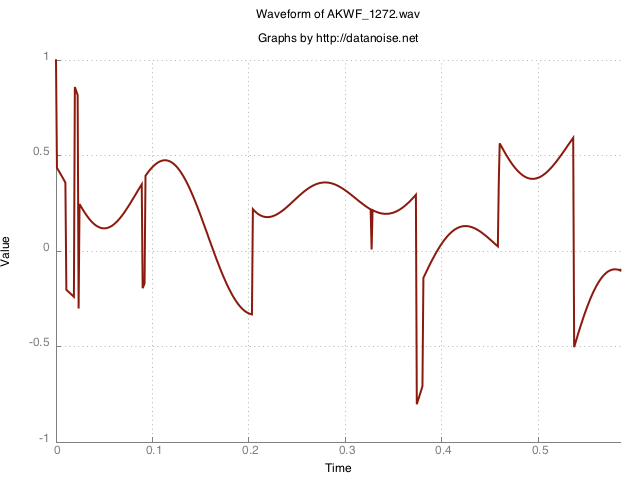 Waveform of AKWF_1272.wav
Graphs by http://datanoise.net
1
0.5
0
-0.5
-1
Value
0 0.1 0.2 0.3 0.4 0.5
Time